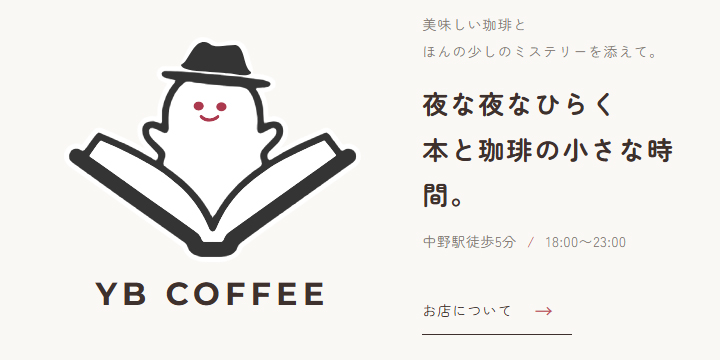 美味しい珈琲と
ほんの少しのミステリーを添えて。
夜な夜なひらく
本と珈琲の小さな時
間。
中野駅徒歩5分 / 18:00〜23:00
お店について →
YB COFFEE